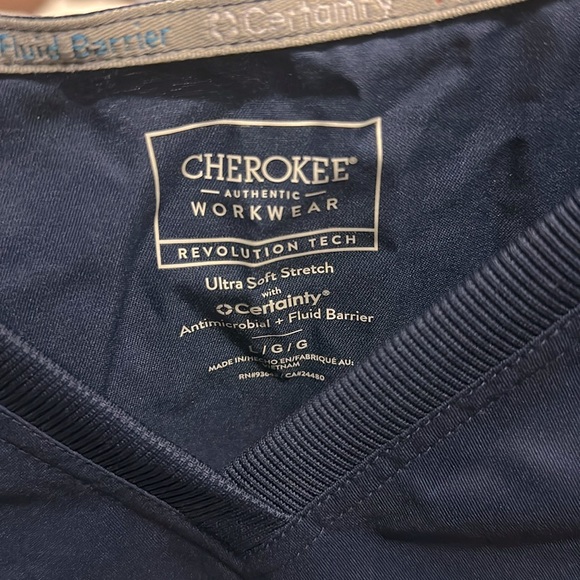 Fluid Barrier Certainty
CHEROKEE®
AUTHENTIC
WORKWEAR
REVOLUTION TECH
Ultra Soft Stretch
with
Certainty®
Antimicrobial + Fluid Barrier
L/G/G
MADE IN/HECHO EN/FABRIQUÉ AU:
VIETNAM
CA#24480